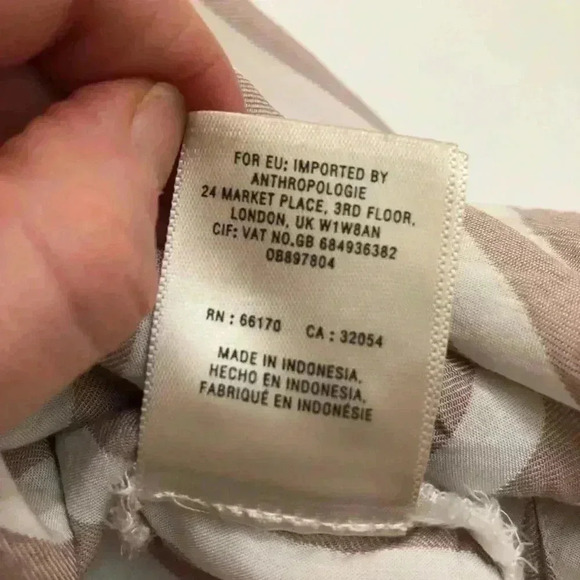 FOR EU: IMPORTED BY
ANTHROPOLOGIE
24 MARKET PLACE, 3RD FLOOR,
LONDON, UK W1W8AN
CIF: VAT NO.GB 684936382
OB897804
RN : 66170 CA : 32054
MADE IN INDONESIA.
HECHO EN INDONESIA.
FABRIQUÉ EN INDONÉSIE